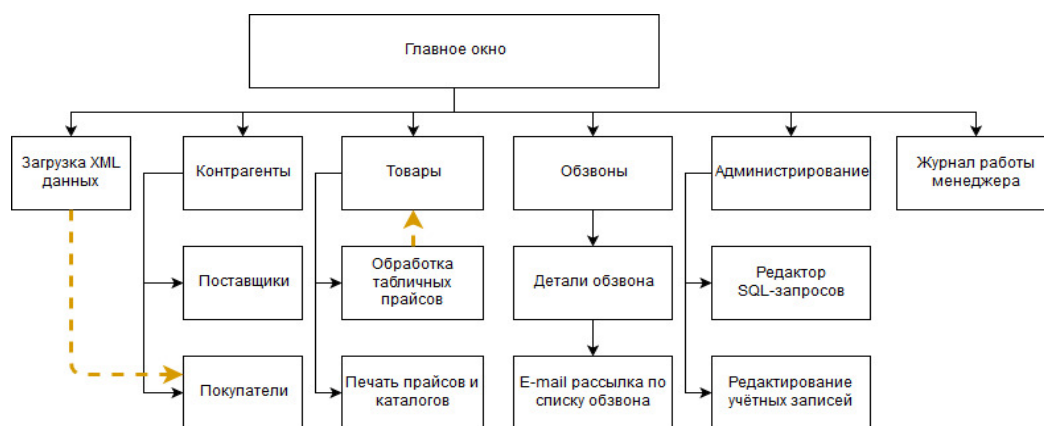 Главное окно
Загрузка XML
данных
Контрагенты
Товары
Обзвоны
Администрирование
Журнал работы
менеджера
Поставщики
Обработка
табличных
прайсов
Детали обзвона
Редактор
SQL-запросов
Покупатели
Печать прайсов и
каталогов
E-mail рассылка по
списку обзвона
Редактирование
учётных записей